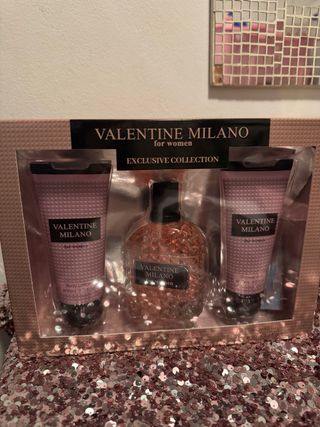 VALENTINE MILANO
for women
EXCLUSIVE COLLECTION
VALENTINE
MILANO
VALENTINE
MILANO
VALENTINE
MILANO